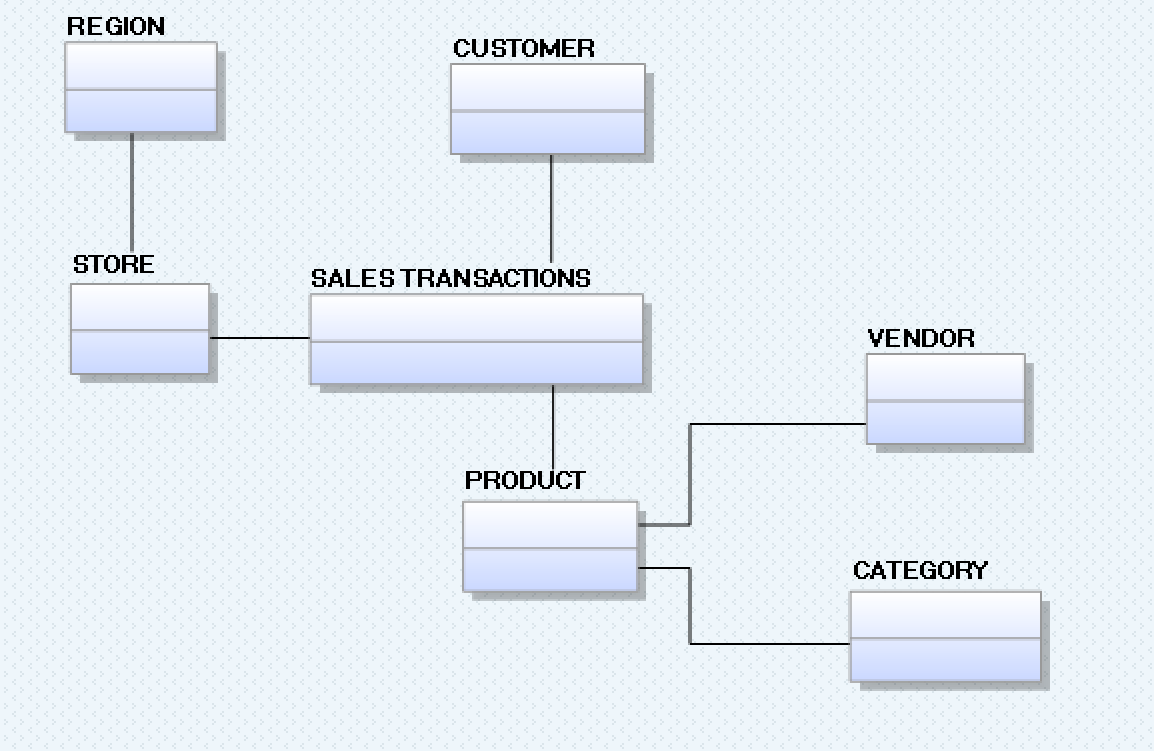 REGION
CUSTOMER
STORE
SALES TRANSACTIONS
VENDOR
PRODUCT
CATEGORY